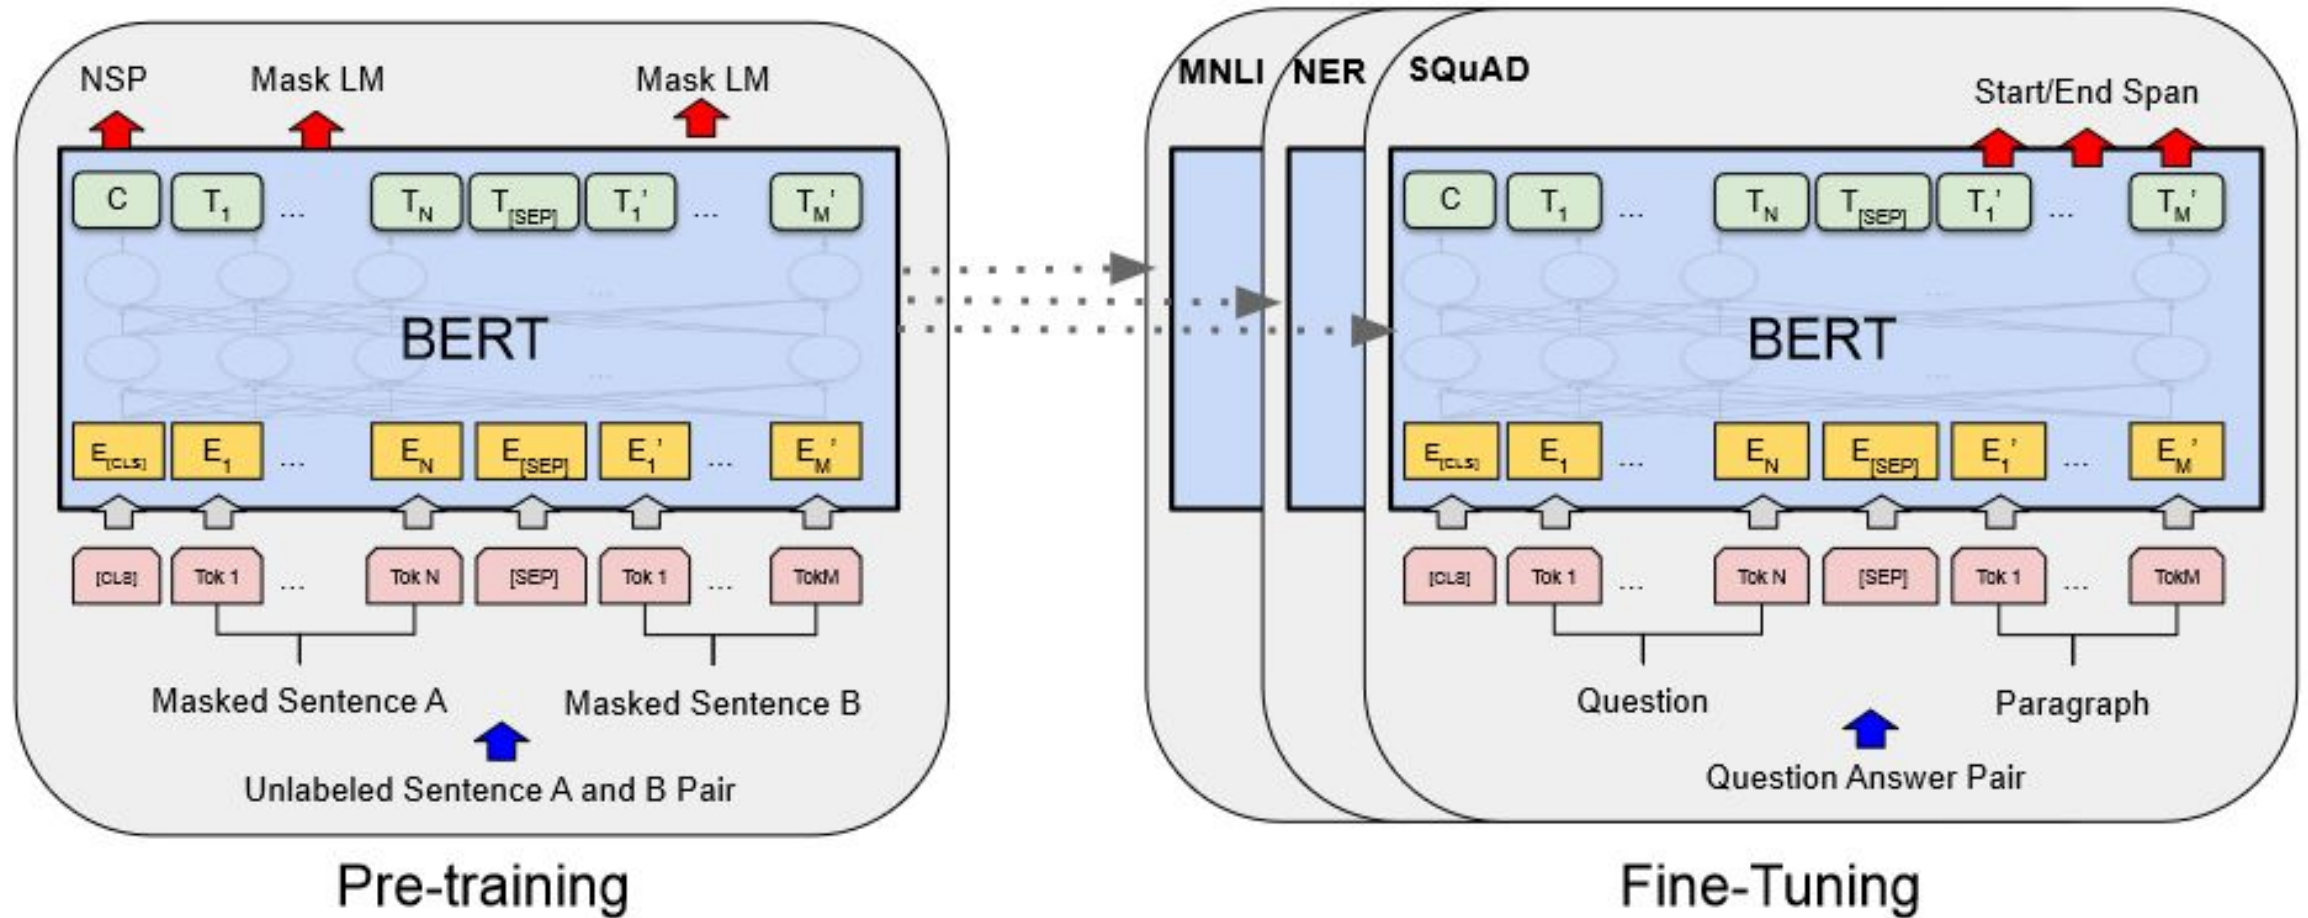 NSP Mask LM Mask LM
C T1 ... TN T[SEP] T1' ... TM'
...
BERT
...
E[CLS] E1 ... EN E[SEP] E1' ... EM'
[CLS] Tok 1 ... Tok N [SEP] Tok 1 ... TokM
Masked Sentence A Masked Sentence B
Unlabeled Sentence A and B Pair
Pre-training
MNLI NER SQuAD
Start/End Span
C T1 ... TN T[SEP] T1' ... TM'
...
BERT
...
E[CLS] E1 ... EN E[SEP] E1' ... EM'
[CLS] Tok 1 ... Tok N [SEP] Tok 1 ... TokM
Question Paragraph
Question Answer Pair
Fine-Tuning